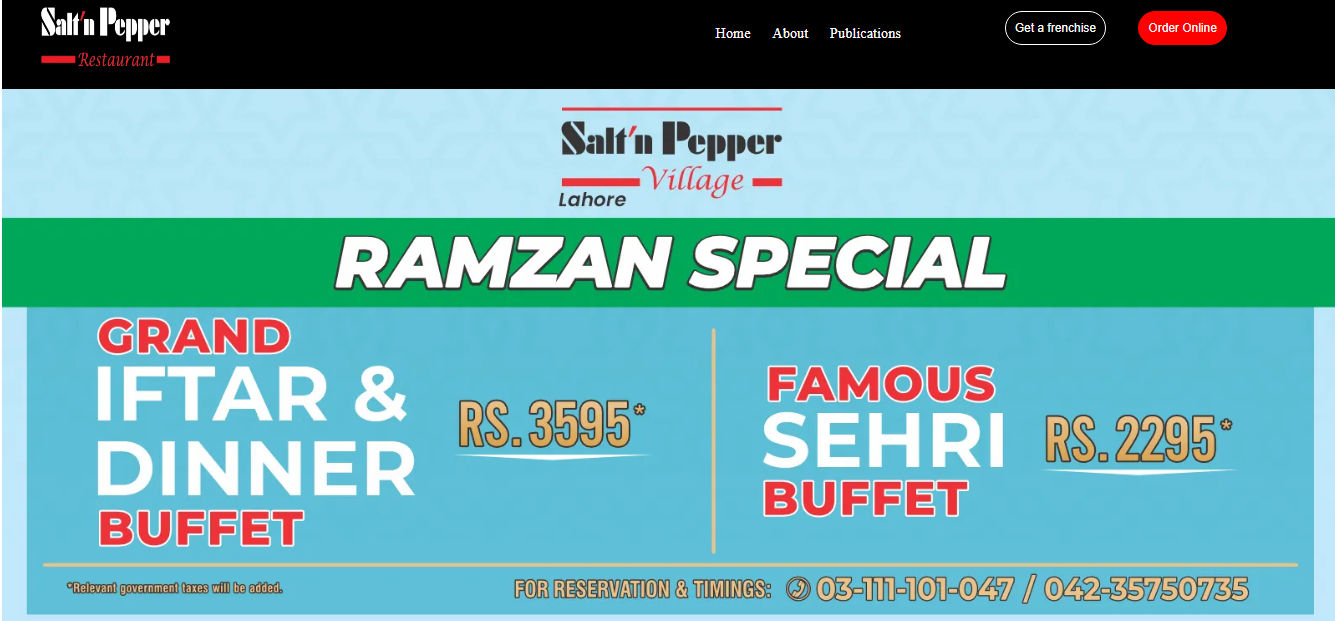 Salt'n Pepper
Restaurant
Home About Publications
Get a frenchise
Order Online
Salt'n Pepper
Village
Lahore
RAMZAN SPECIAL
GRAND
IFTAR &
DINNER
BUFFET
RS. 3595*
FAMOUS
SEHRI
BUFFET
RS. 2295*
*Relevant government taxes will be added.
FOR RESERVATION & TIMINGS: 03-111-101-047 / 042-35750735